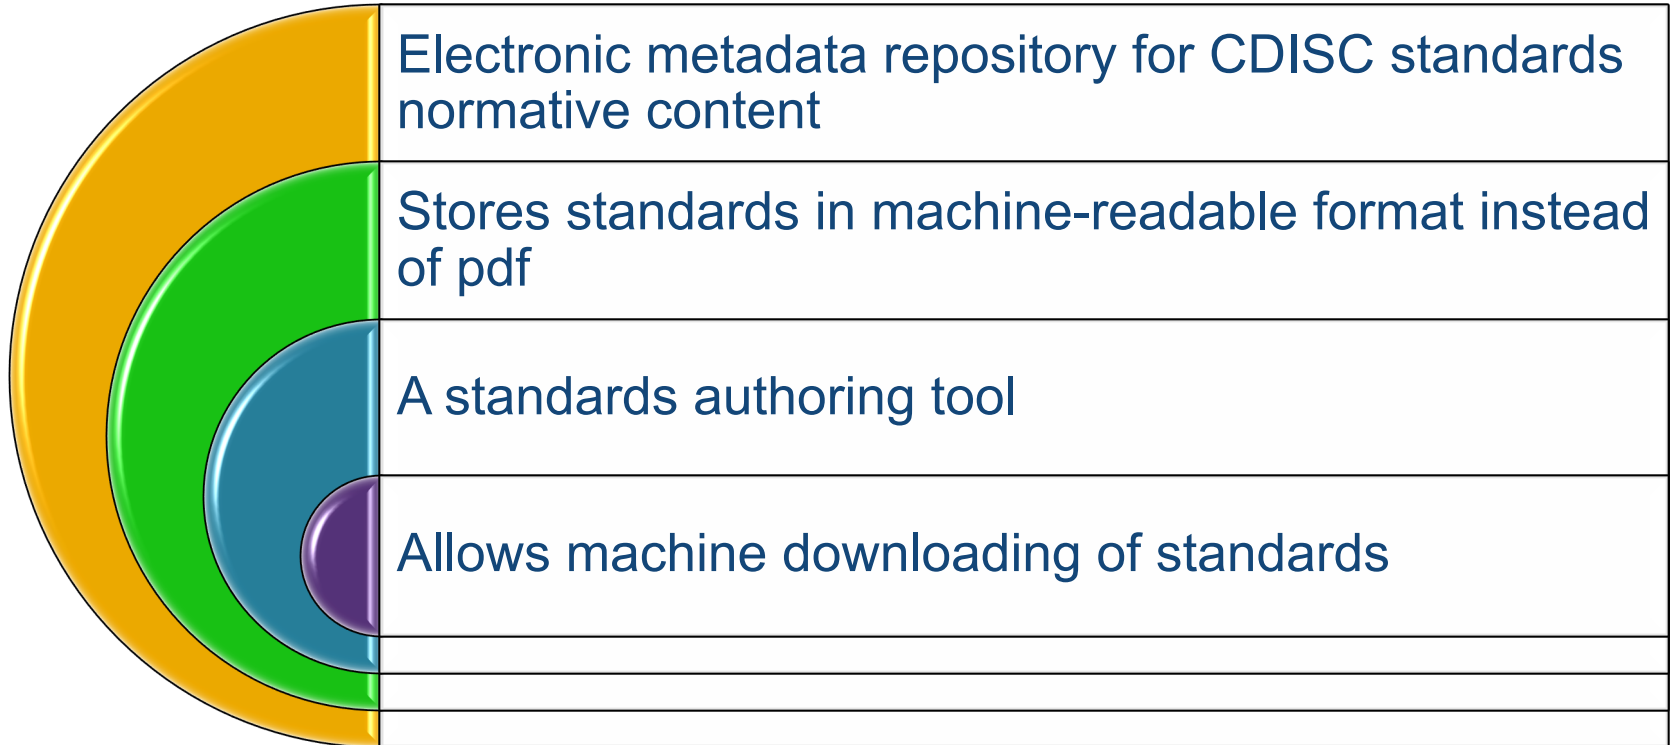 Electronic metadata repository for CDISC standards
normative content
Stores standards in machine-readable format instead
of pdf
A standards authoring tool
Allows machine downloading of standards